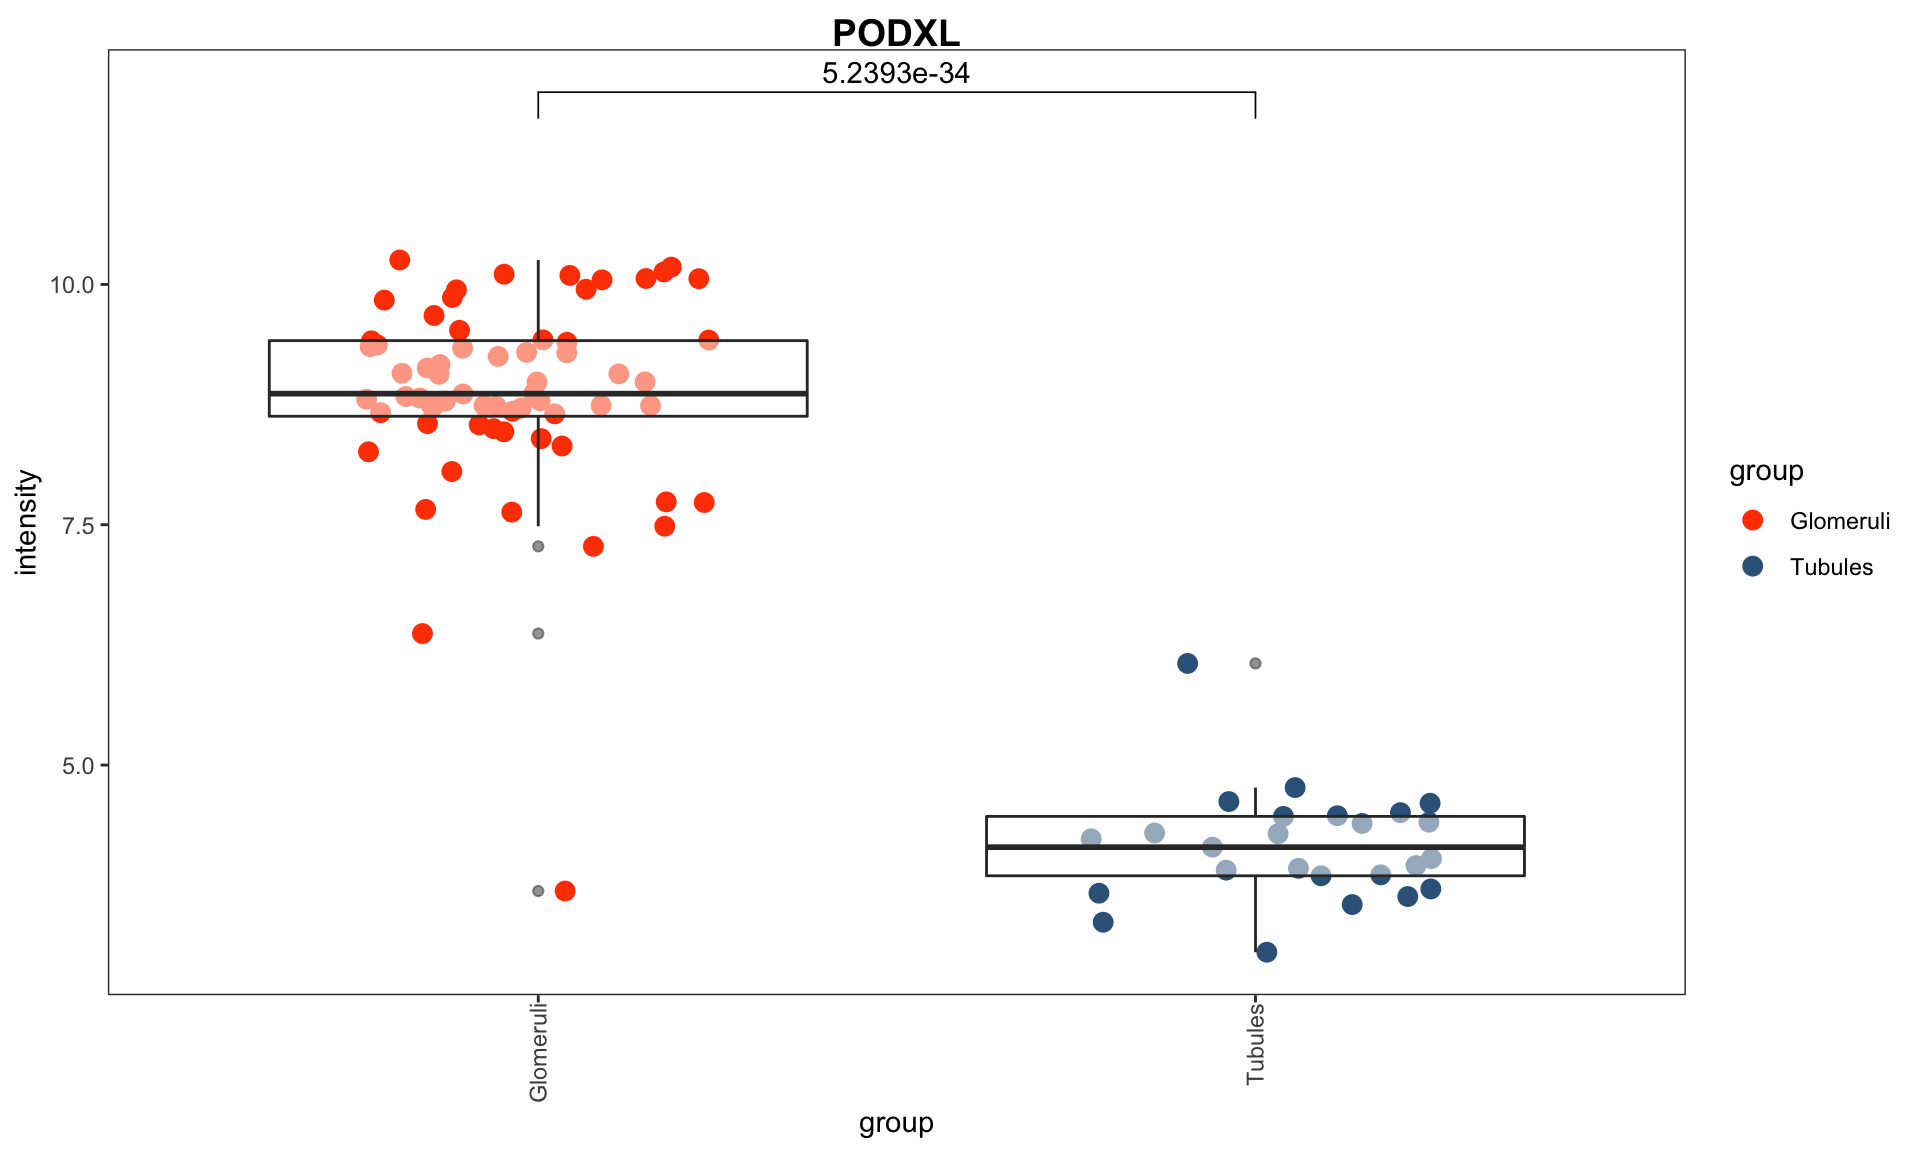 PODXL
5.2393e-34
10.0
7.5
5.0
intensity
Glomeruli
Tubules
group
group
Glomeruli
Tubules